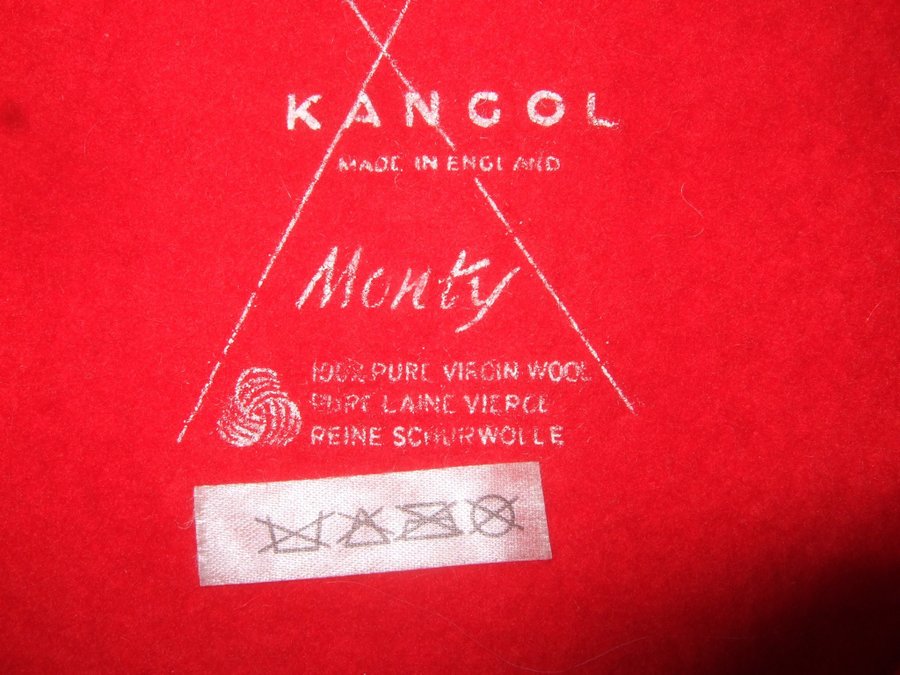 KANGOL
MADE IN ENGLAND
Monty
100% PURE VIRGIN WOOL
PURE LAINE VIERGE
REINE SCHURWOLLE